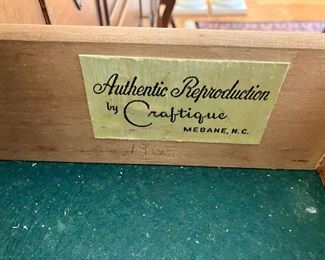 Authentic Reproduction
by Craftique
MEBANE, N.C.